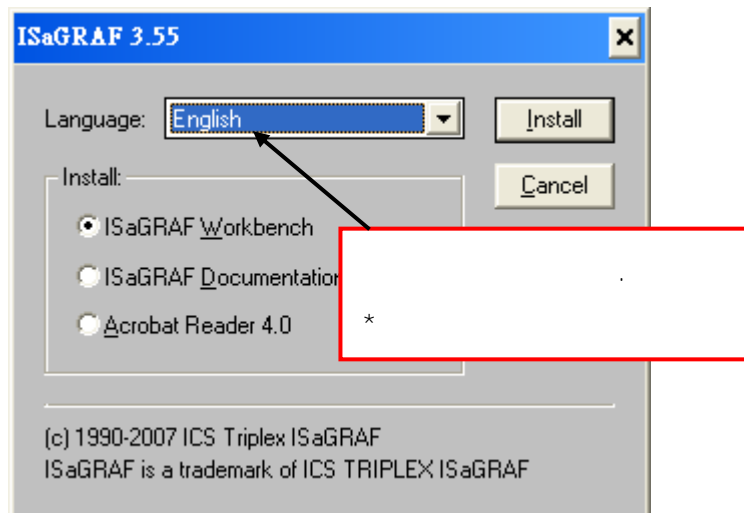 ISaGRAF 3.55
Language: English Install
Install: Cancel
ISaGRAF Workbench
ISaGRAF Documentation
.
Acrobat Reader 4.0 *
(c) 1990-2007 ICS Triplex ISaGRAF
ISaGRAF is a trademark of ICS TRIPLEX ISaGRAF